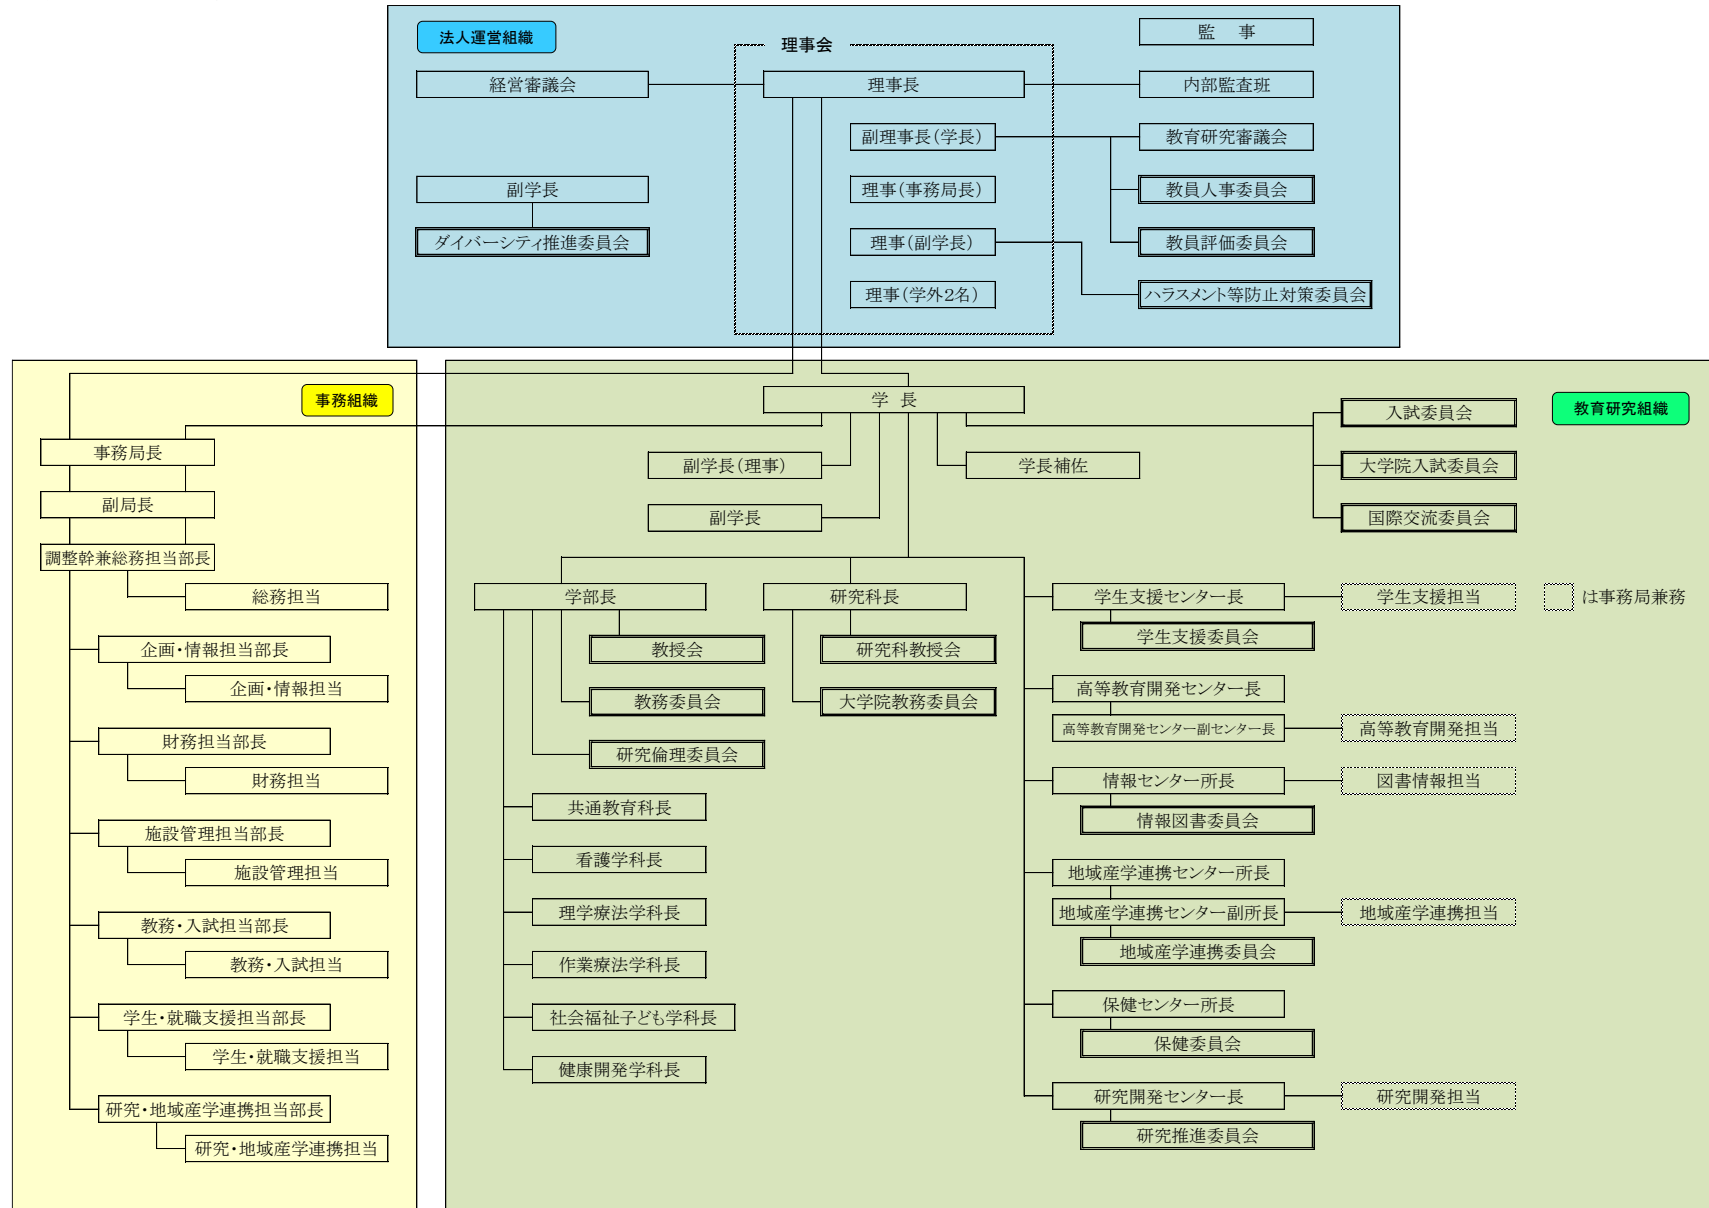 法人運営組織
理事会
監　事
経営審議会
理事長
内部監査班
副理事長(学長)
教育研究審議会
副学長
理事(事務局長)
教員人事委員会
ダイバーシティ推進委員会
理事(副学長)
教員評価委員会
理事(学外2名)
ハラスメント等防止対策委員会
事務組織
事務局長
副局長
調整幹兼総務担当部長
総務担当
企画・情報担当部長
企画・情報担当
財務担当部長
財務担当
施設管理担当部長
施設管理担当
教務・入試担当部長
教務・入試担当
学生・就職支援担当部長
学生・就職支援担当
研究・地域産学連携担当部長
研究・地域産学連携担当
教育研究組織
学 長
入試委員会
副学長(理事)
学長補佐
大学院入試委員会
副学長
国際交流委員会
学部長
教授会
教務委員会
研究倫理委員会
共通教育科長
看護学科長
理学療法学科長
作業療法学科長
社会福祉子ども学科長
健康開発学科長
研究科長
研究科教授会
大学院教務委員会
学生支援センター長
学生支援担当
は事務局兼務
学生支援委員会
高等教育開発センター長
高等教育開発センター副センター長
高等教育開発担当
情報センター所長
図書情報担当
情報図書委員会
地域産学連携センター所長
地域産学連携センター副所長
地域産学連携担当
地域産学連携委員会
保健センター所長
保健委員会
研究開発センター長
研究開発担当
研究推進委員会